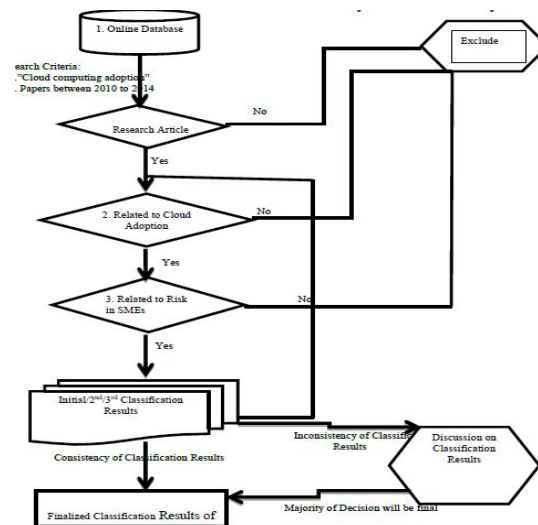 1. Online Database
Exclude
earch Criteria:
."Cloud computing adoption"
. Papers between 2010 to 2014
No
Research Article
Yes
2. Related to Cloud
Adoption
No
Yes
3. Related to Risk
in SMEs
No
Yes
Initial/2nd/3rd Classification
Results
Inconsistency of Classific
Results
Discussion on
Classification
Results
Consistency of Classification Results
Majority of Decision will be final
Finalized Classification Results of